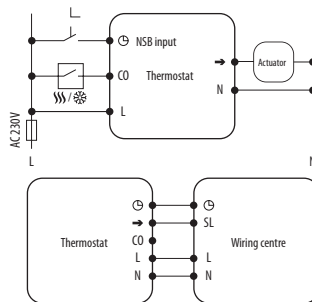 NSB input
CO
Thermostat
L
N
Actuator
AC 230V
/
L
N
Thermostat
CO
L
N
SL
Wiring centre
L
N